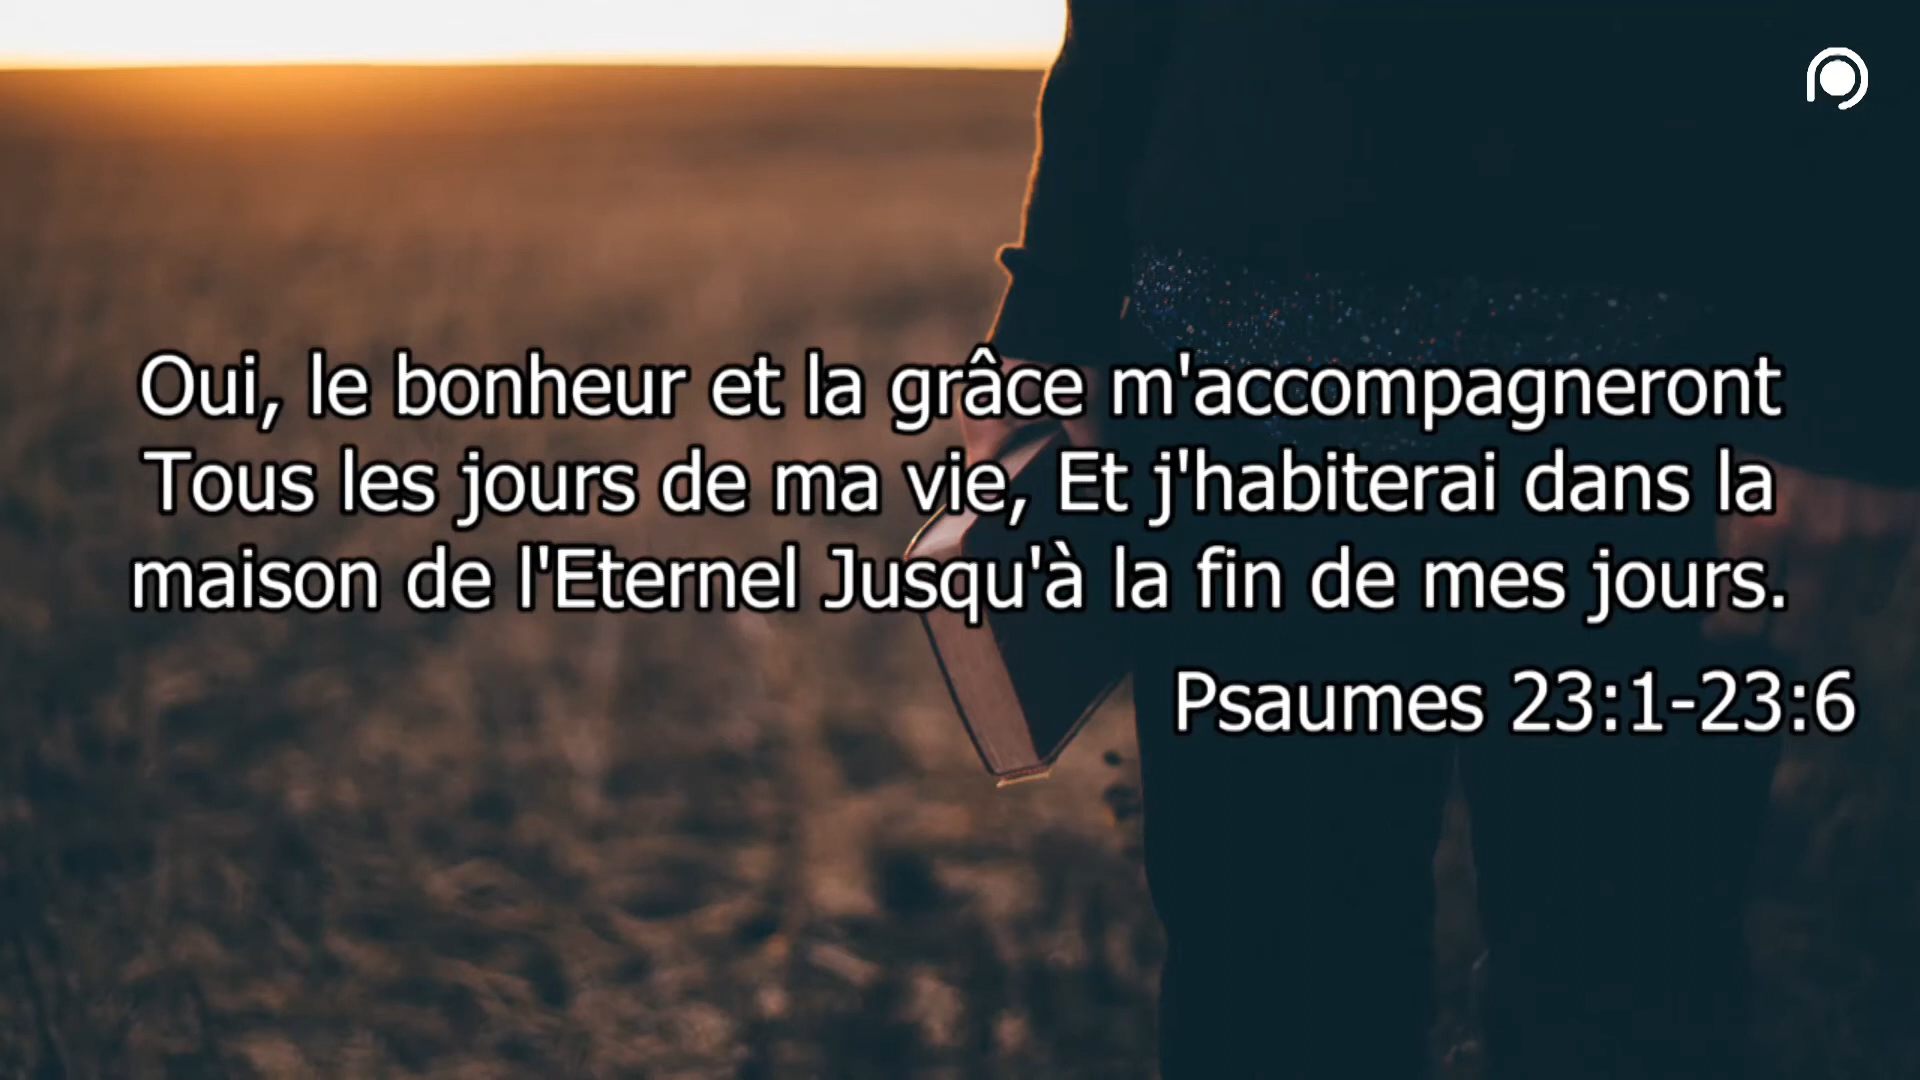 Oui, le bonheur et la grâce m'accompagneront
Tous les jours de ma vie, Et j'habiterai dans la
maison de l'Eternel Jusqu'à la fin de mes jours.
Psaumes 23:1-23:6